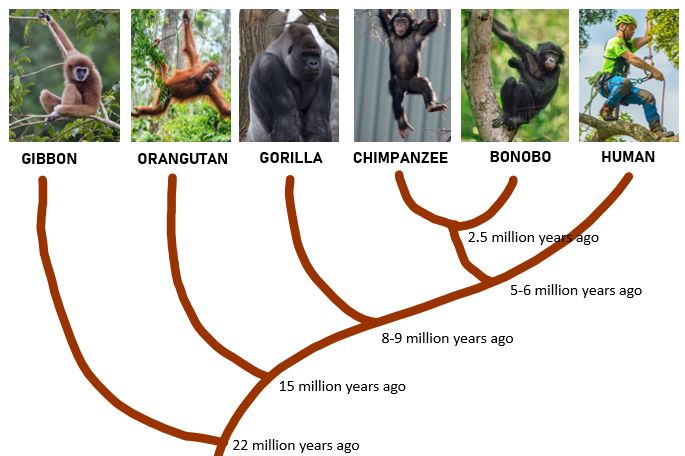 GIBBON
ORANGUTAN
GORILLA
CHIMPANZEE
BONOBO
HUMAN
2.5 million years ago
5-6 million years ago
8-9 million years ago
15 million years ago
22 million years ago